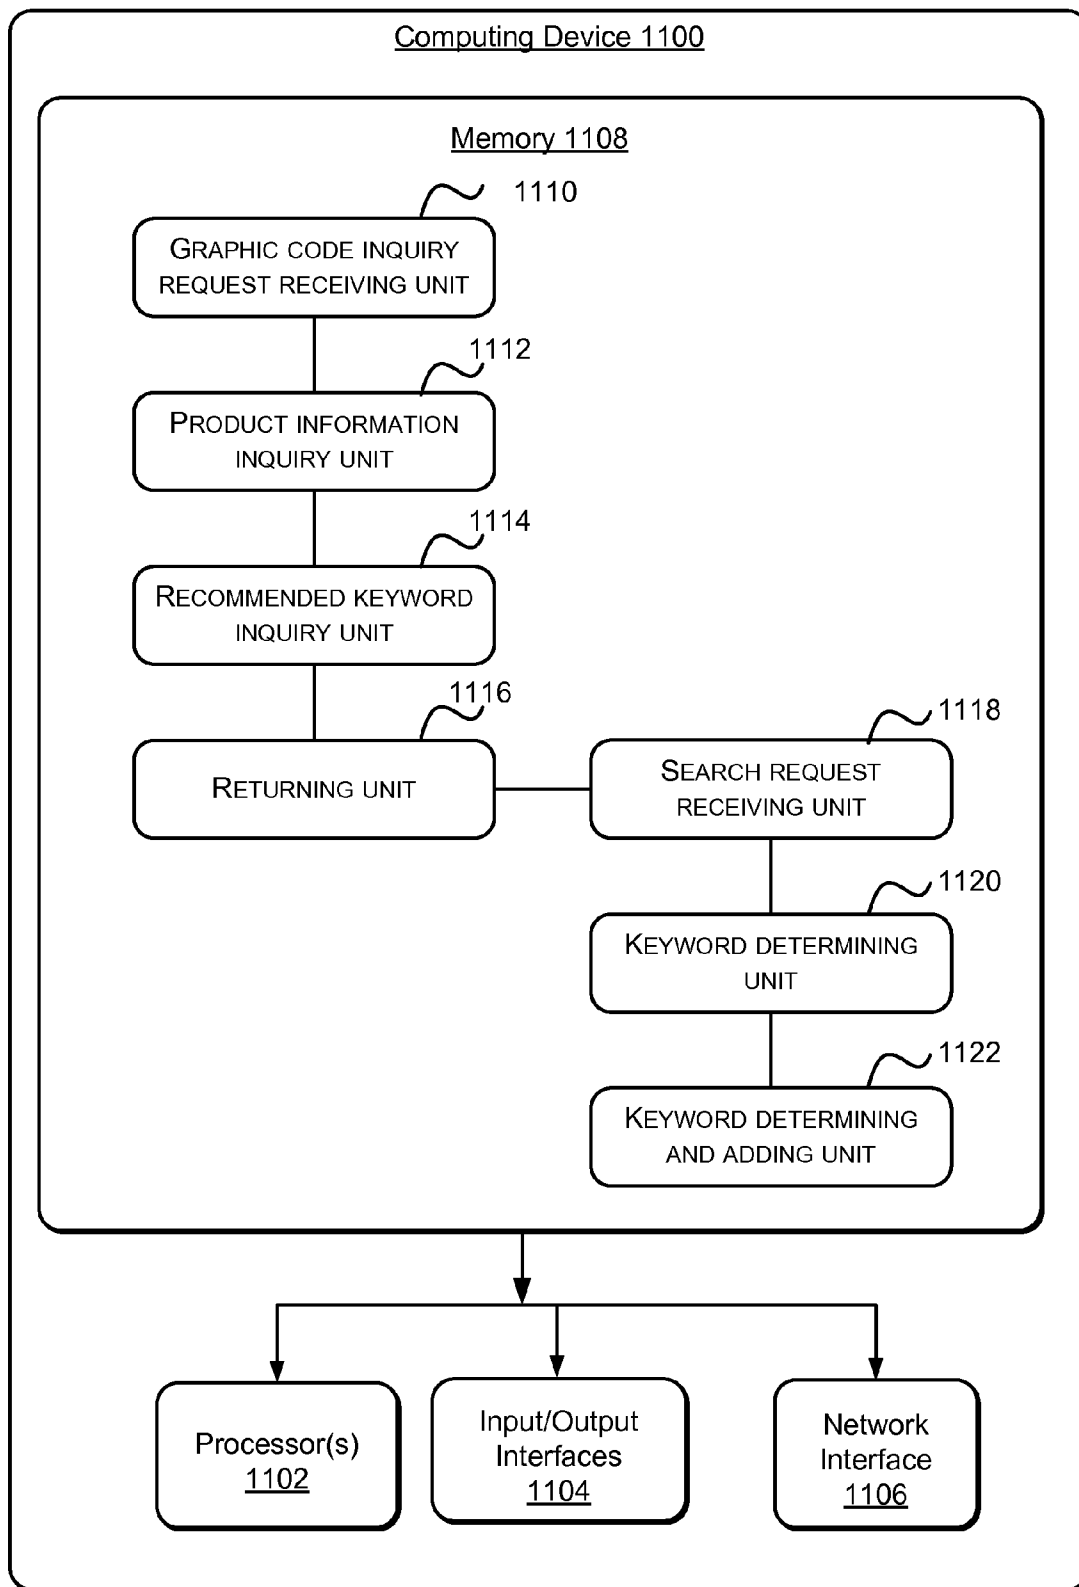 Computing Device 1100
Memory 1108
1110
GRAPHIC CODE INQUIRY
REQUEST RECEIVING UNIT
1112
PRODUCT INFORMATION
INQUIRY UNIT
1114
RECOMMENDED KEYWORD
INQUIRY UNIT
1116
RETURNING UNIT
1118
SEARCH REQUEST
RECEIVING UNIT
1120
KEYWORD DETERMINING
UNIT
1122
KEYWORD DETERMINING
AND ADDING UNIT
Processor(s)
1102
Input/Output
Interfaces
1104
Network
Interface
1106